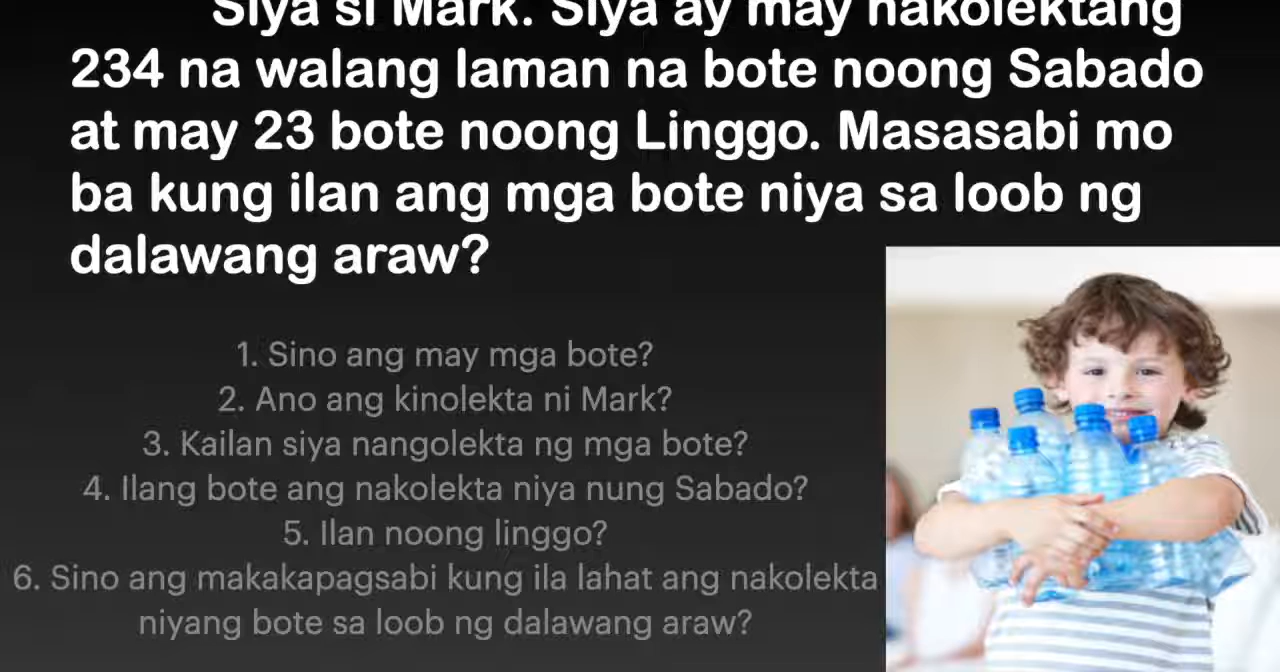 Siya si Mark. Siya ay may nakolektang
234 na walang laman na bote noong Sabado
at may 23 bote noong Linggo. Masasabi mo
ba kung ilan ang mga bote niya sa loob ng
dalawang araw?
1. Sino ang may mga bote?
2. Ano ang kinolekta ni Mark?
3. Kailan siya nangolekta ng mga bote?
4. Ilang bote ang nakolekta niya nung Sabado?
5. Ilan noong linggo?
6. Sino ang makakapagsabi kung ila lahat ang nakolekta
niyang bote sa loob ng dalawang araw?